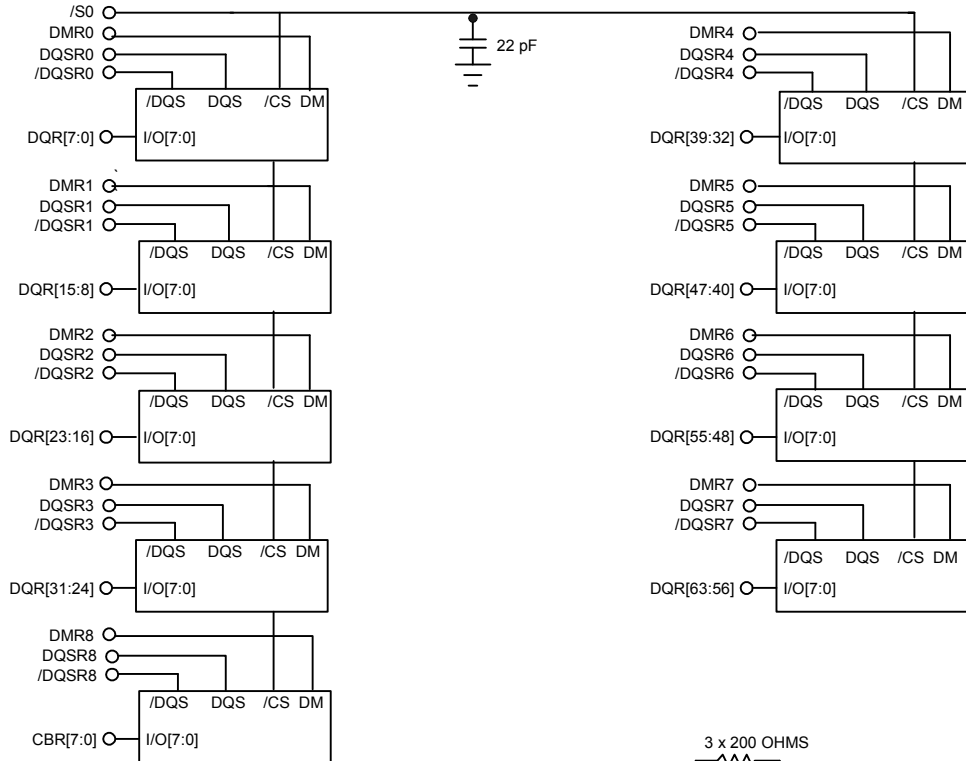 /S0
DMR0
DQSR0
/DQSR0
/DQS DQS /CS DM
DQR[7:0] I/O[7:0]
DMR1
DQSR1
/DQSR1
/DQS DQS /CS DM
DQR[15:8] I/O[7:0]
DMR2
DQSR2
/DQSR2
/DQS DQS /CS DM
DQR[23:16] I/O[7:0]
DMR3
DQSR3
/DQSR3
/DQS DQS /CS DM
DQR[31:24] I/O[7:0]
DMR8
DQSR8
/DQSR8
/DQS DQS /CS DM
CBR[7:0] I/O[7:0]
22 pF
DMR4
DQSR4
/DQSR4
/DQS DQS /CS DM
DQR[39:32] I/O[7:0]
DMR5
DQSR5
/DQSR5
/DQS DQS /CS DM
DQR[47:40] I/O[7:0]
DMR6
DQSR6
/DQSR6
/DQS DQS /CS DM
DQR[55:48] I/O[7:0]
DMR7
DQSR7
/DQSR7
/DQS DQS /CS DM
DQR[63:56] I/O[7:0]
3 x 200 OHMS